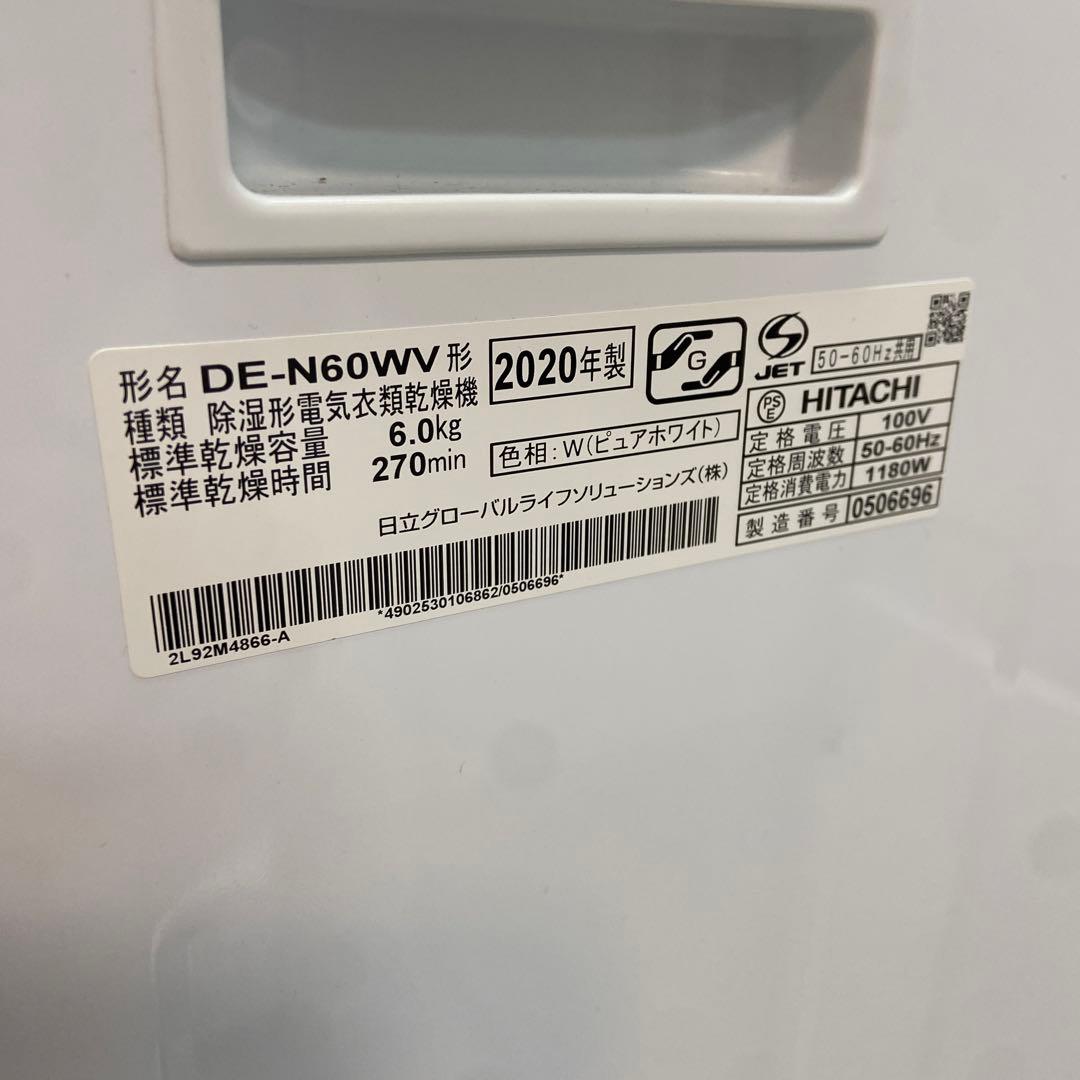 形名 DE-N60WV形
種類 除湿形電気衣類乾燥機
標準乾燥容量 6.0kg
標準乾燥時間 270min
2020年製
色相:W(ピュアホワイト)
日立グローバルライフソリューションズ(株)
*4902530106862/0506696*
2L92M4866-A
G
JET
50-60Hz共用
PSE HITACHI
定格電圧 100V
定格周波数 50-60Hz
定格消費電力 1180W
製造番号 0506696